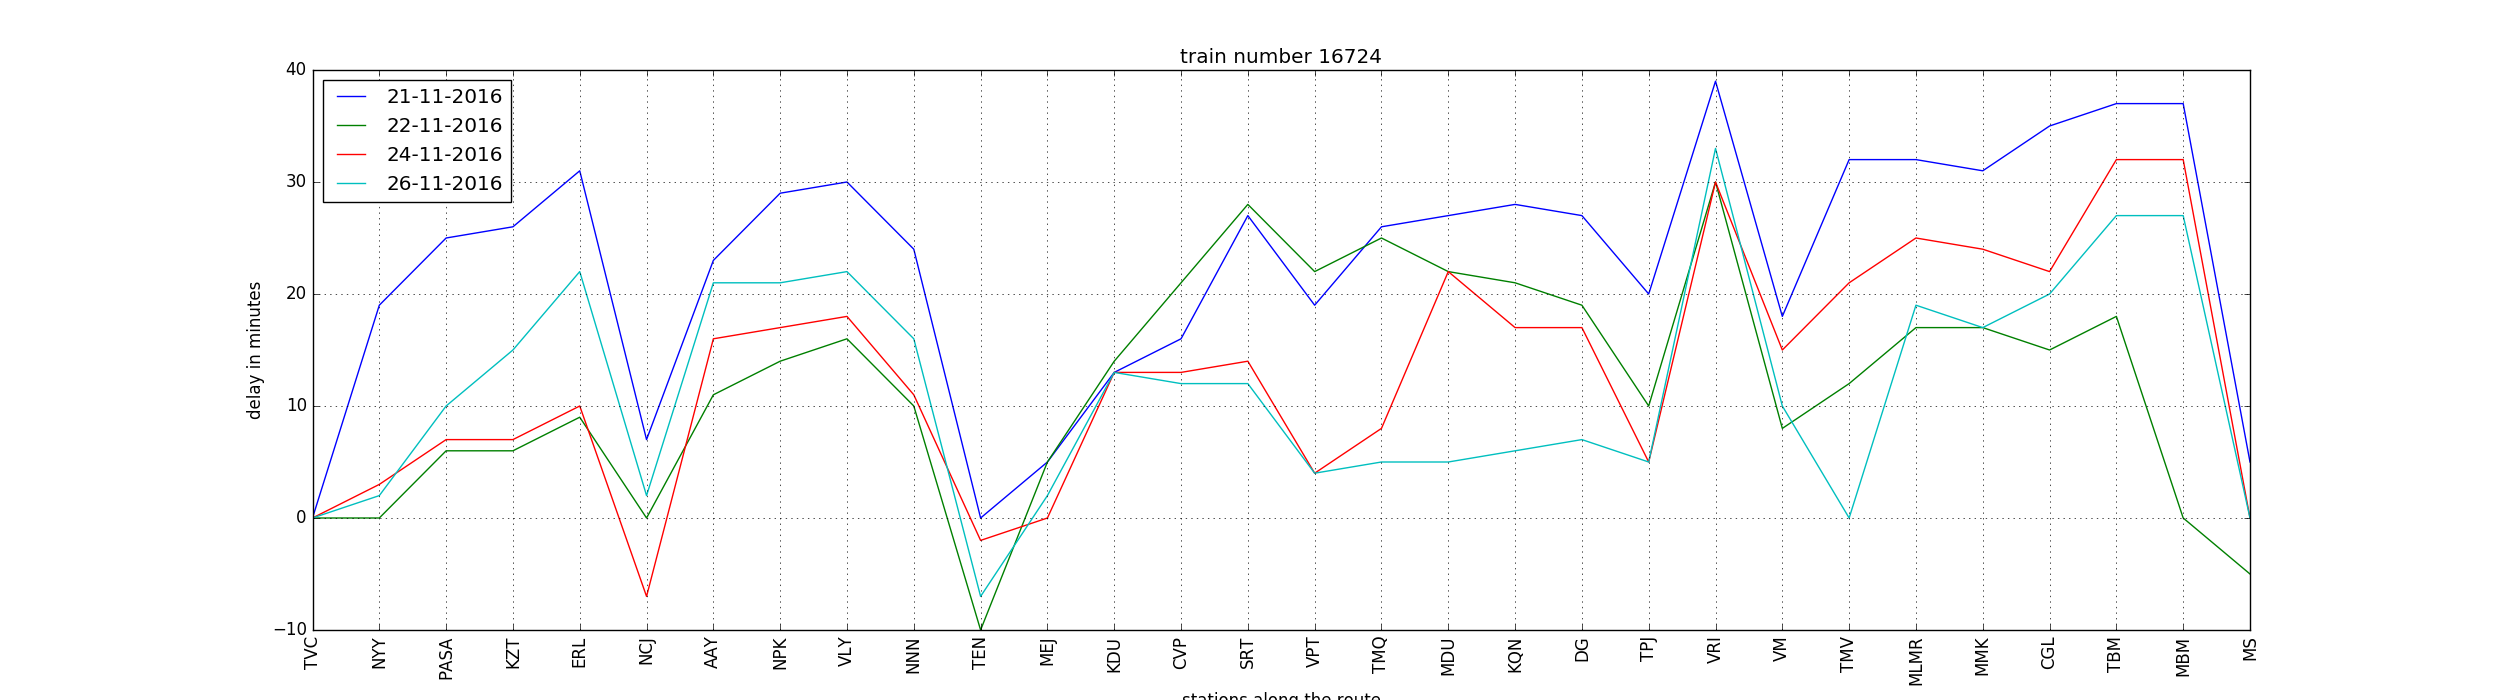 train number 16724
40
30
20
10
0
−10
delay in minutes
21-11-2016
22-11-2016
24-11-2016
26-11-2016
TVC
NYY
PASA
KZT
ERL
NCJ
AAY
NPK
VLY
NNN
TEN
MEJ
KDU
CVP
SRT
VPT
TMQ
MDU
KQN
DG
TPJ
VRI
VM
TMV
MLMR
MMK
CGL
TBM
MBM
MS
stations along the route